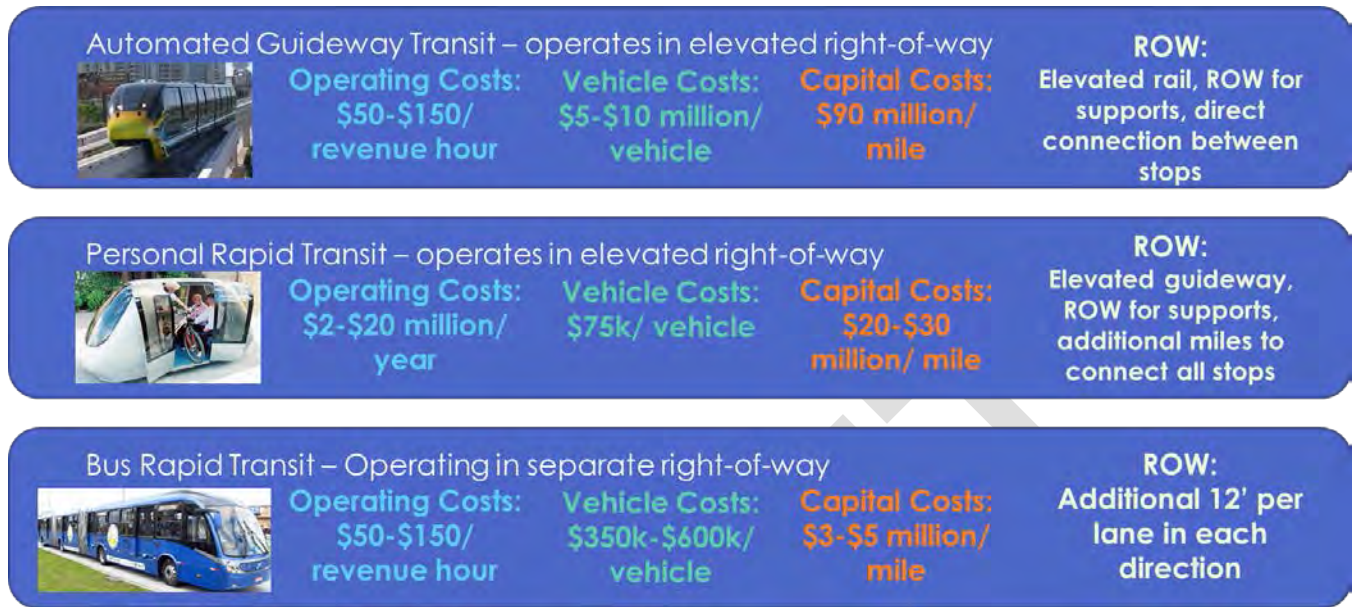 Automated Guideway Transit – operates in elevated right-of-way
Operating Costs:
$50-$150/
revenue hour
Vehicle Costs:
$5-$10 million/
vehicle
Capital Costs:
$90 million/
mile
ROW:
Elevated rail, ROW for
supports, direct
connection between
stops
Personal Rapid Transit – operates in elevated right-of-way
Operating Costs:
$2-$20 million/
year
Vehicle Costs:
$75k/ vehicle
Capital Costs:
$20-$30
million/ mile
ROW:
Elevated guideway,
ROW for supports,
additional miles to
connect all stops
Bus Rapid Transit – Operating in separate right-of-way
Operating Costs:
$50-$150/
revenue hour
Vehicle Costs:
$350k-$600k/
vehicle
Capital Costs:
$3-$5 million/
mile
ROW:
Additional 12' per
lane in each
direction